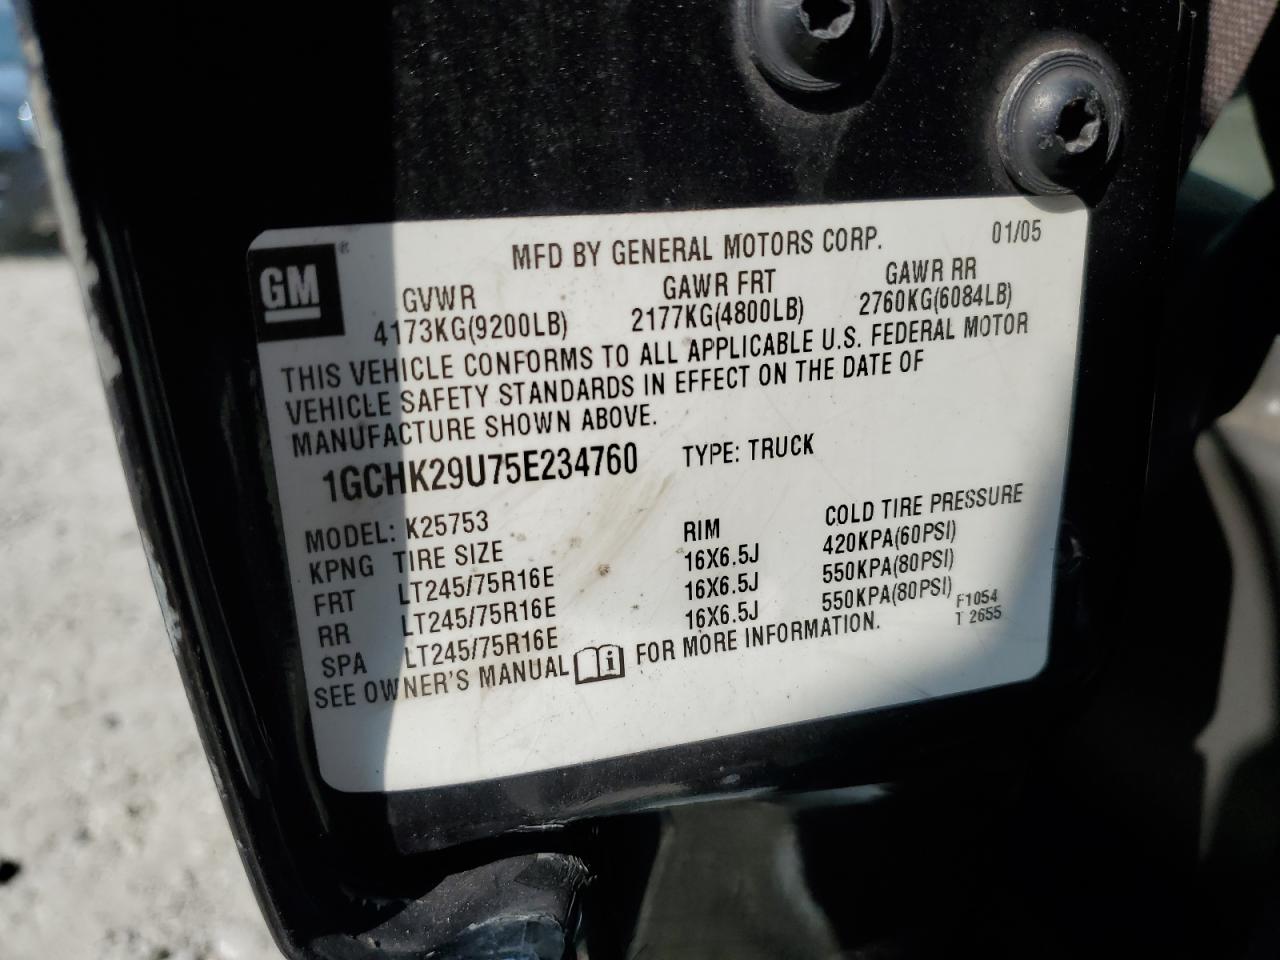 GM ®
MFD BY GENERAL MOTORS CORP. 01/05
GVWR GAWR FRT GAWR RR
4173KG(9200LB) 2177KG(4800LB) 2760KG(6084LB)
THIS VEHICLE CONFORMS TO ALL APPLICABLE U.S. FEDERAL MOTOR
VEHICLE SAFETY STANDARDS IN EFFECT ON THE DATE OF
MANUFACTURE SHOWN ABOVE.
1GCHK29U75E234760 TYPE: TRUCK
MODEL: K25753
KPNG TIRE SIZE RIM COLD TIRE PRESSURE
FRT LT245/75R16E 16X6.5J 420KPA(60PSI)
RR LT245/75R16E 16X6.5J 550KPA(80PSI)
SPA LT245/75R16E 16X6.5J 550KPA(80PSI)
SEE OWNER'S MANUAL i FOR MORE INFORMATION.
F1054
T 2655